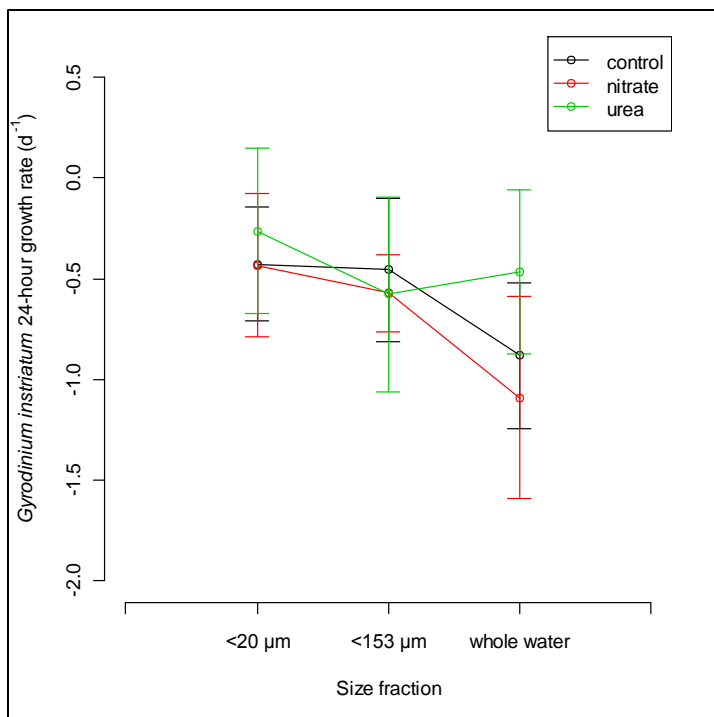 control
nitrate
urea
Gyrodinium instriatum 24-hour growth rate (d⁻¹)
0.5
0.0
-0.5
-1.0
-1.5
-2.0
<20 µm
<153 µm
whole water
Size fraction